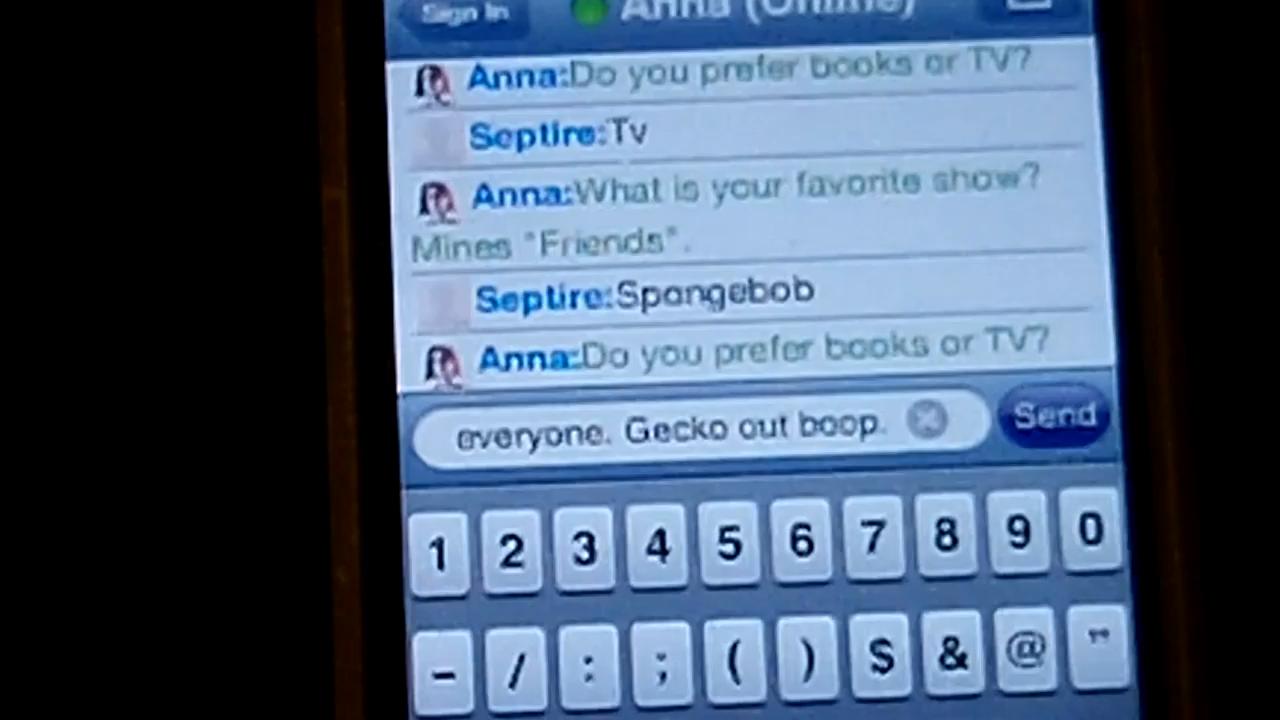 Sign In
Anna (Online)
Anna:Do you prefer books or TV?
Septire:Tv
Anna:What is your favorite show?
Mines "Friends".
Septire:Spongebob
Anna:Do you prefer books or TV?
everyone. Gecko out boop.
Send
1 2 3 4 5 6 7 8 9 0
- / : ; ( ) $ & @ "